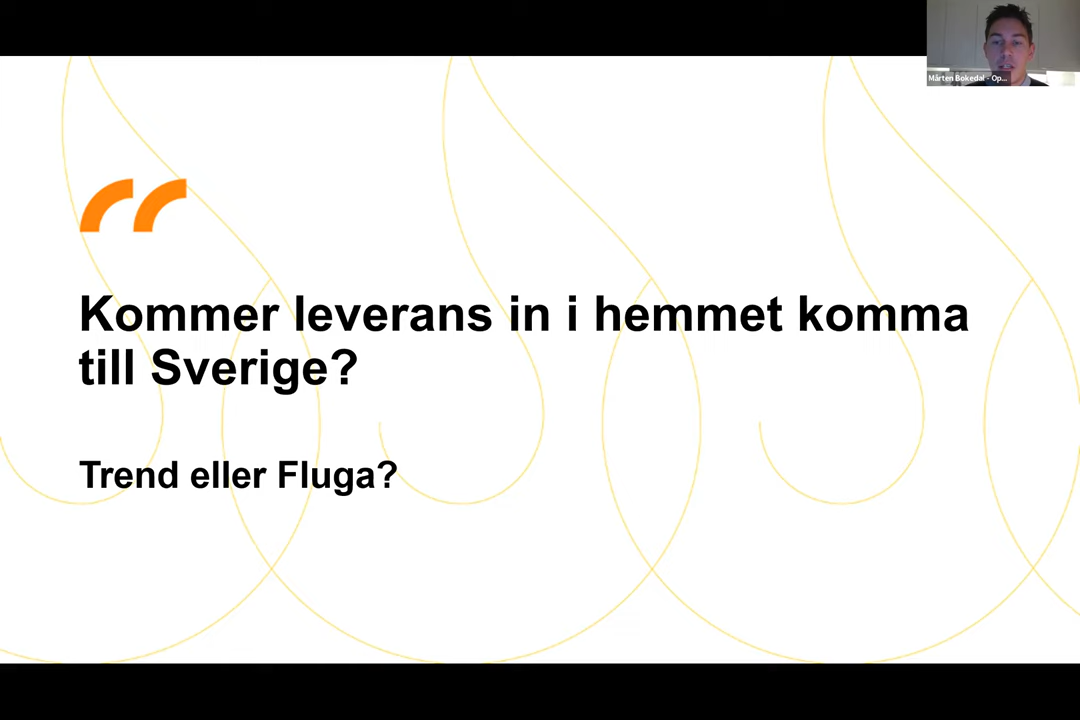 Mårten Bokedal - Op...
Kommer leverans in i hemmet komma
till Sverige?
Trend eller Fluga?